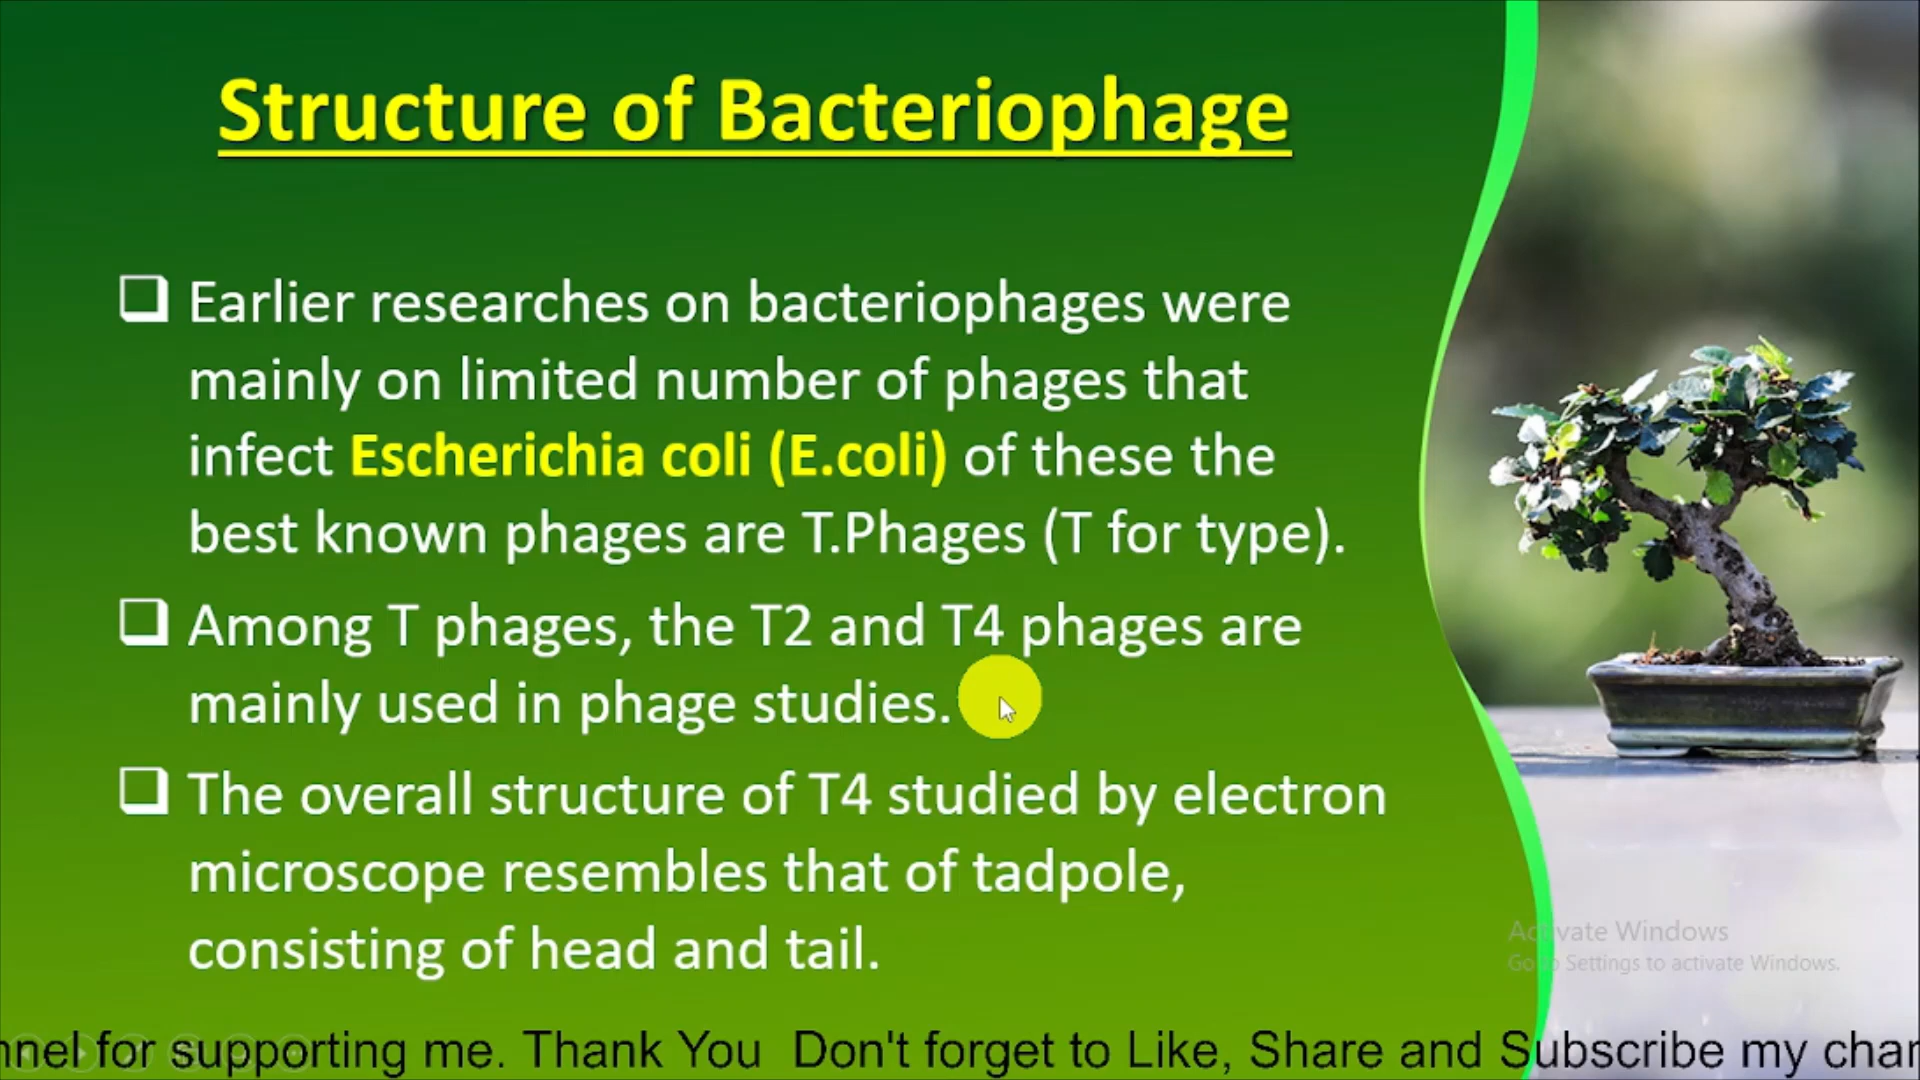 Structure of Bacteriophage
Earlier researches on bacteriophages were
mainly on limited number of phages that
infect Escherichia coli (E.coli) of these the
best known phages are T.Phages (T for type).
Among T phages, the T2 and T4 phages are
mainly used in phage studies.
The overall structure of T4 studied by electron
microscope resembles that of tadpole,
consisting of head and tail.
Activate Windows
Go to Settings to activate Windows.
nnel for supporting me. Thank You Don't forget to Like, Share and Subscribe my chan